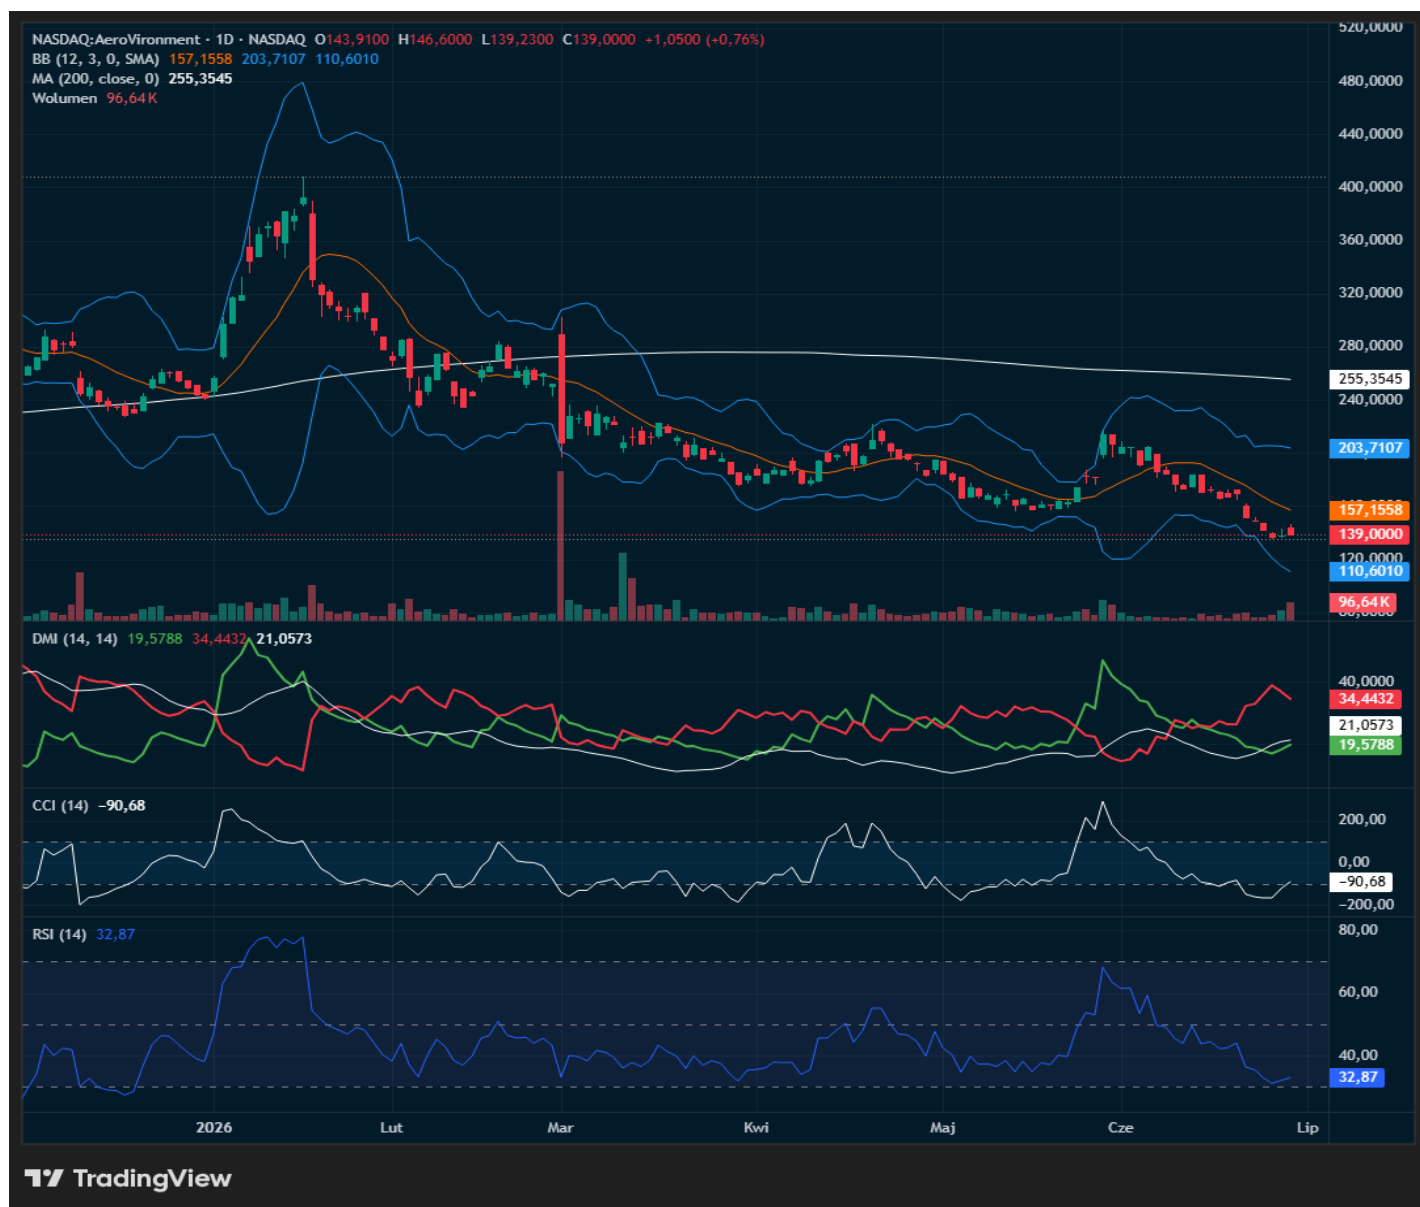 NASDAQ:AeroVironment · 1D · NASDAQ O143,9100 H146,6000 L139,2300 C139,0000 +1,0500 (+0,76%)
BB (12, 3, 0, SMA) 157,1558 203,7107 110,6010
MA (200, close, 0) 255,3545
Wolumen 96,64 K
520,0000
480,0000
440,0000
400,0000
360,0000
320,0000
280,0000
255,3545
240,0000
203,7107
157,1558
139,0000
120,0000
110,6010
96,64 K
DMI (14, 14) 19,5788 34,4432 21,0573
40,0000
34,4432
21,0573
19,5788
CCI (14) −90,68
200,00
0,00
−90,68
−200,00
RSI (14) 32,87
80,00
60,00
40,00
32,87
2026 Lut Mar Kwi Maj Cze Lip
TradingView